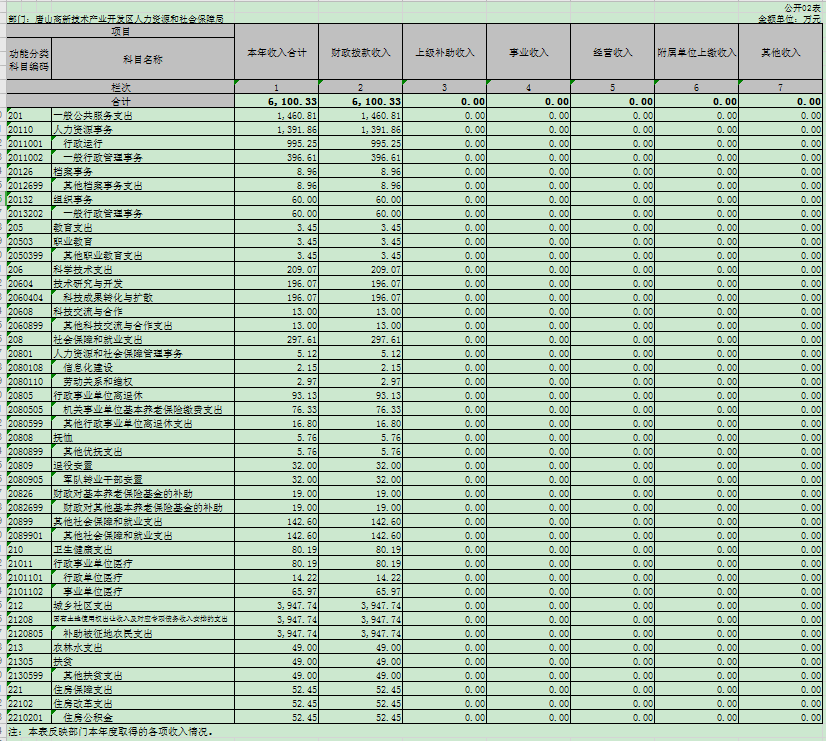 公开02表
部门：唐山高新技术产业开发区人力资源和社会保障局 金额单位：万元
项目 本年收入合计 财政拨款收入 上级补助收入 事业收入 经营收入 附属单位上缴收入 其他收入
功能分类科目编码 科目名称
栏次 1 2 3 4 5 6 7
合计 6,100.33 6,100.33 0.00 0.00 0.00 0.00 0.00
201 一般公共服务支出 1,460.81 1,460.81 0.00 0.00 0.00 0.00 0.00
20110 人力资源事务 1,391.86 1,391.86 0.00 0.00 0.00 0.00 0.00
2011001 行政运行 995.25 995.25 0.00 0.00 0.00 0.00 0.00
2011002 一般行政管理事务 396.61 396.61 0.00 0.00 0.00 0.00 0.00
20126 档案事务 8.96 8.96 0.00 0.00 0.00 0.00 0.00
2012699 其他档案事务支出 8.96 8.96 0.00 0.00 0.00 0.00 0.00
20132 组织事务 60.00 60.00 0.00 0.00 0.00 0.00 0.00
2013202 一般行政管理事务 60.00 60.00 0.00 0.00 0.00 0.00 0.00
205 教育支出 3.45 3.45 0.00 0.00 0.00 0.00 0.00
20503 职业教育 3.45 3.45 0.00 0.00 0.00 0.00 0.00
2050399 其他职业教育支出 3.45 3.45 0.00 0.00 0.00 0.00 0.00
206 科学技术支出 209.07 209.07 0.00 0.00 0.00 0.00 0.00
20604 技术研究与开发 196.07 196.07 0.00 0.00 0.00 0.00 0.00
2060404 科技成果转化与扩散 196.07 196.07 0.00 0.00 0.00 0.00 0.00
20608 科技交流与合作 13.00 13.00 0.00 0.00 0.00 0.00 0.00
2060899 其他科技交流与合作支出 13.00 13.00 0.00 0.00 0.00 0.00 0.00
208 社会保障和就业支出 297.61 297.61 0.00 0.00 0.00 0.00 0.00
20801 人力资源和社会保障管理事务 5.12 5.12 0.00 0.00 0.00 0.00 0.00
2080108 信息化建设 2.15 2.15 0.00 0.00 0.00 0.00 0.00
2080110 劳动关系和维权 2.97 2.97 0.00 0.00 0.00 0.00 0.00
20805 行政事业单位离退休 93.13 93.13 0.00 0.00 0.00 0.00 0.00
2080505 机关事业单位基本养老保险缴费支出 76.33 76.33 0.00 0.00 0.00 0.00 0.00
2080599 其他行政事业单位离退休支出 16.80 16.80 0.00 0.00 0.00 0.00 0.00
20808 抚恤 5.76 5.76 0.00 0.00 0.00 0.00 0.00
2080899 其他优抚支出 5.76 5.76 0.00 0.00 0.00 0.00 0.00
20809 退役安置 32.00 32.00 0.00 0.00 0.00 0.00 0.00
2080905 军队转业干部安置 32.00 32.00 0.00 0.00 0.00 0.00 0.00
20826 财政对基本养老保险基金的补助 19.00 19.00 0.00 0.00 0.00 0.00 0.00
2082699 财政对其他基本养老保险基金的补助 19.00 19.00 0.00 0.00 0.00 0.00 0.00
20899 其他社会保障和就业支出 142.60 142.60 0.00 0.00 0.00 0.00 0.00
2089901 其他社会保障和就业支出 142.60 142.60 0.00 0.00 0.00 0.00 0.00
210 卫生健康支出 80.19 80.19 0.00 0.00 0.00 0.00 0.00
21011 行政事业单位医疗 80.19 80.19 0.00 0.00 0.00 0.00 0.00
2101101 行政单位医疗 14.22 14.22 0.00 0.00 0.00 0.00 0.00
2101102 事业单位医疗 65.97 65.97 0.00 0.00 0.00 0.00 0.00
212 城乡社区支出 3,947.74 3,947.74 0.00 0.00 0.00 0.00 0.00
21208 国有土地使用权出让收入及对应专项债务收入安排的支出 3,947.74 3,947.74 0.00 0.00 0.00 0.00 0.00
2120805 补助被征地农民支出 3,947.74 3,947.74 0.00 0.00 0.00 0.00 0.00
213 农林水支出 49.00 49.00 0.00 0.00 0.00 0.00 0.00
21305 扶贫 49.00 49.00 0.00 0.00 0.00 0.00 0.00
2130599 其他扶贫支出 49.00 49.00 0.00 0.00 0.00 0.00 0.00
221 住房保障支出 52.45 52.45 0.00 0.00 0.00 0.00 0.00
22102 住房改革支出 52.45 52.45 0.00 0.00 0.00 0.00 0.00
2210201 住房公积金 52.45 52.45 0.00 0.00 0.00 0.00 0.00
注：本表反映部门本年度取得的各项收入情况。